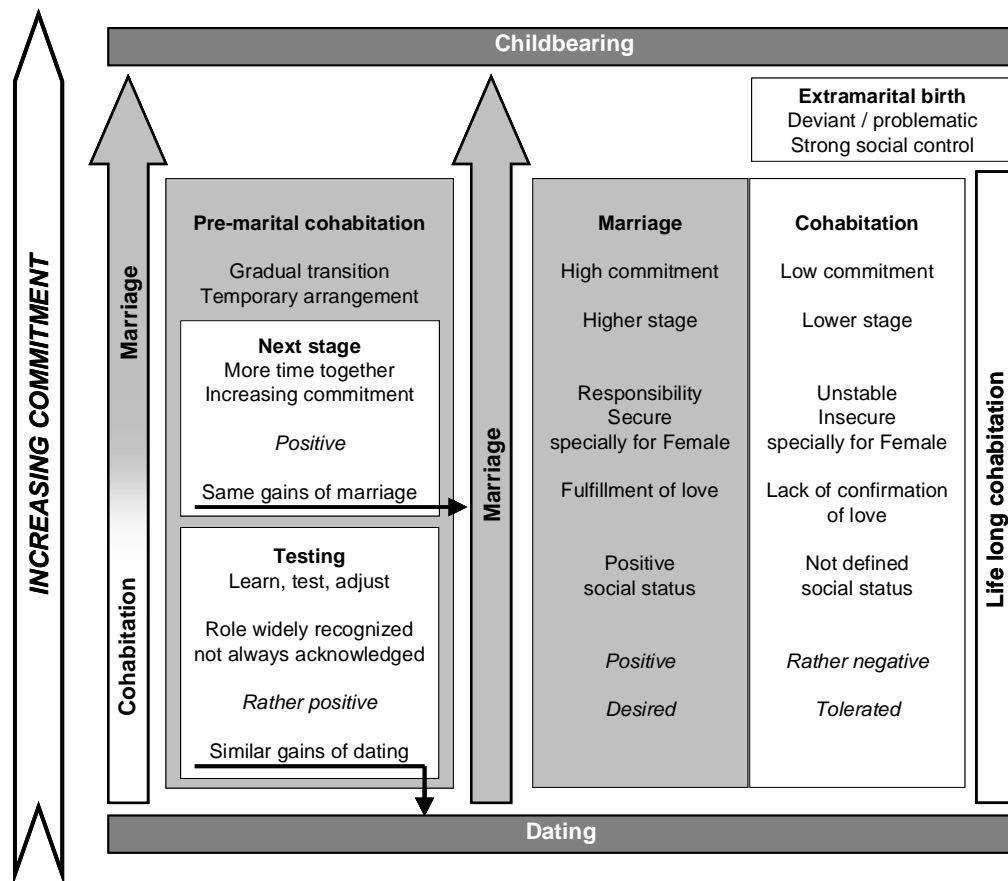 Childbearing
Extramarital birth
Deviant / problematic
Strong social control
INCREASING COMMITMENT
Marriage
Cohabitation
Pre-marital cohabitation
Gradual transition
Temporary arrangement
Next stage
More time together
Increasing commitment
Positive
Same gains of marriage
Testing
Learn, test, adjust
Role widely recognized
not always acknowledged
Rather positive
Similar gains of dating
Marriage
Marriage
High commitment
Higher stage
Responsibility
Secure
specially for Female
Fulfillment of love
Positive
social status
Positive
Desired
Cohabitation
Low commitment
Lower stage
Unstable
Insecure
specially for Female
Lack of confirmation
of love
Not defined
social status
Rather negative
Tolerated
Life long cohabitation
Dating